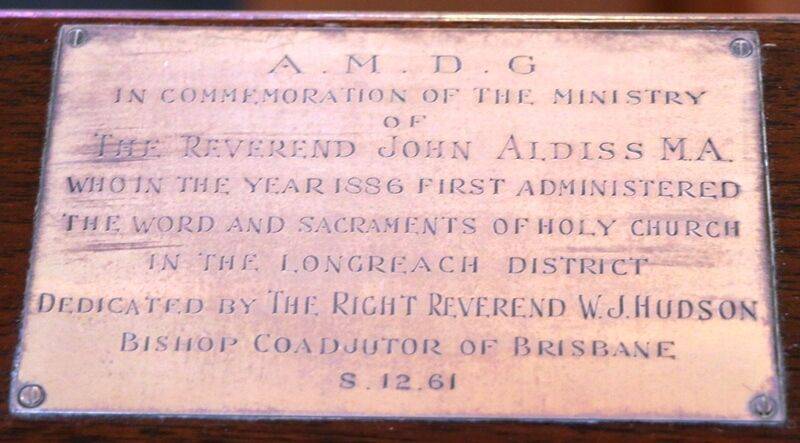 A.M.D.G
IN COMMEMORATION OF THE MINISTRY
OF
THE REVEREND JOHN ALDISS M.A.
WHO IN THE YEAR 1886 FIRST ADMINISTERED
THE WORD AND SACRAMENTS OF HOLY CHURCH
IN THE LONGREACH DISTRICT
DEDICATED BY THE RIGHT REVEREND W.J.HUDSON
BISHOP COADJUTOR OF BRISBANE
8.12.61